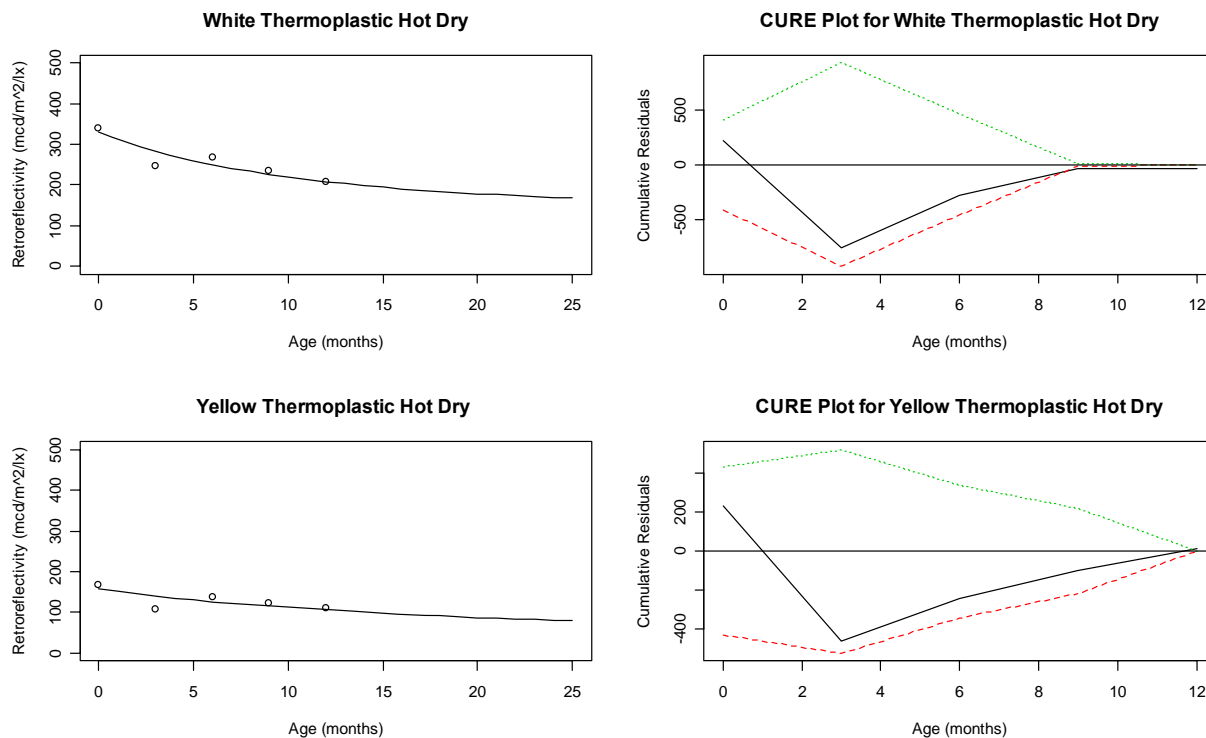 White Thermoplastic Hot Dry
Retroreflectivity (mcd/m^2/lx)
0 100 200 300 400 500
0 5 10 15 20 25
Age (months)
CURE Plot for White Thermoplastic Hot Dry
Cumulative Residuals
-500 0 500
0 2 4 6 8 10 12
Age (months)
Yellow Thermoplastic Hot Dry
Retroreflectivity (mcd/m^2/lx)
0 100 200 300 400 500
0 5 10 15 20 25
Age (months)
CURE Plot for Yellow Thermoplastic Hot Dry
Cumulative Residuals
-400 0 200
0 2 4 6 8 10 12
Age (months)